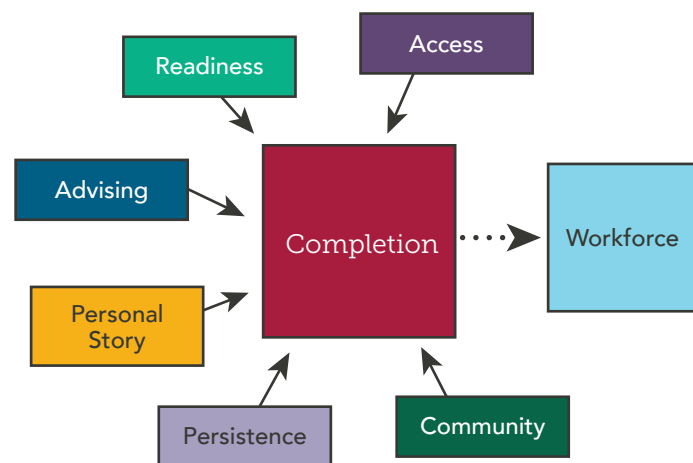 Access
Readiness
Advising
Completion
Workforce
Personal
Story
Persistence
Community